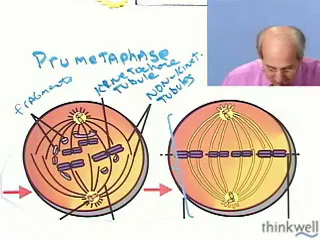 Prometaphase
fragments
Kinetochore
tubule
non-kinet.
tubules
thinkwell